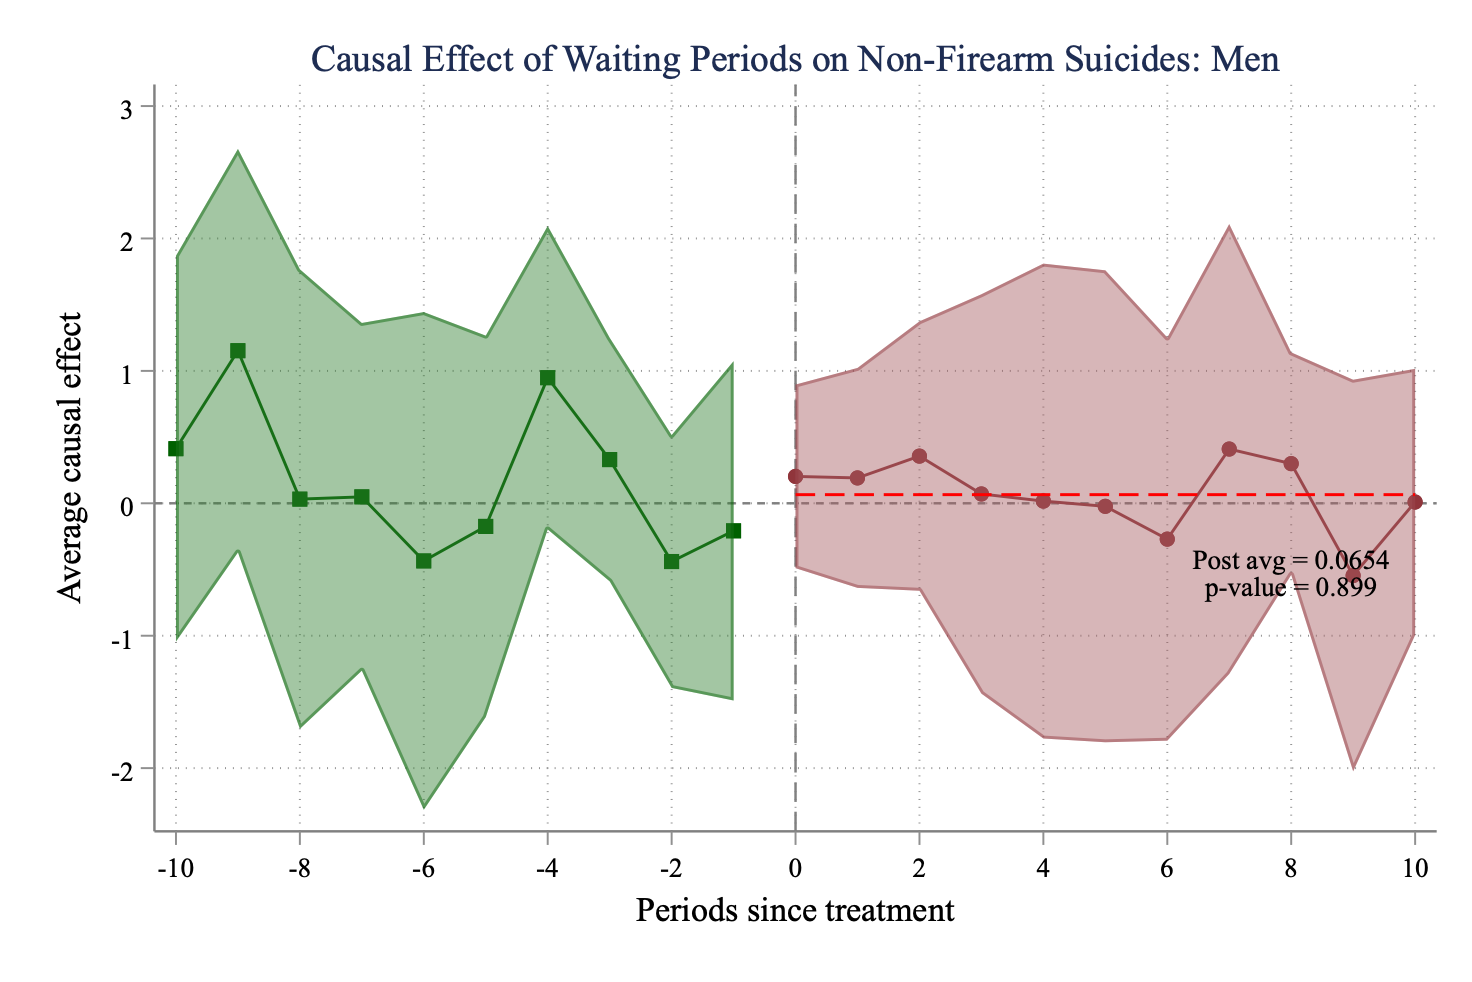 Causal Effect of Waiting Periods on Non-Firearm Suicides: Men
3
2
1
0
-1
-2
Average causal effect
Post avg = 0.0654
p-value = 0.899
-10 -8 -6 -4 -2 0 2 4 6 8 10
Periods since treatment